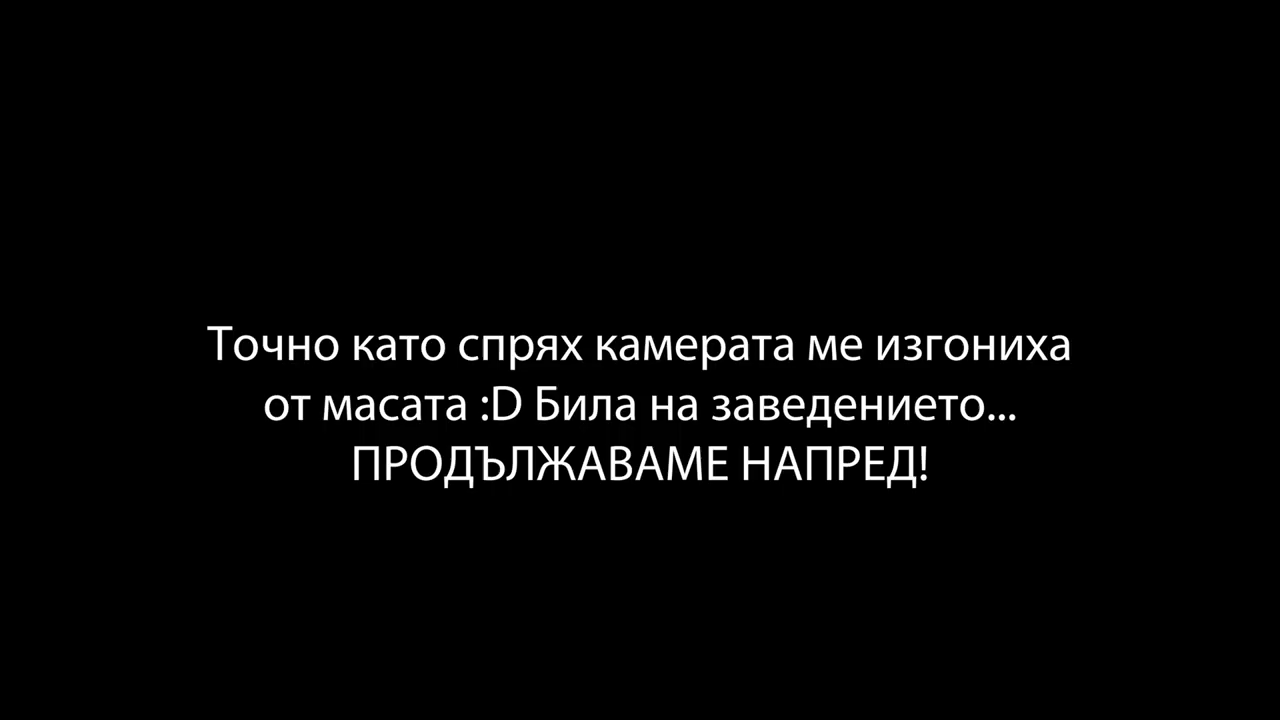 Точно като спрях камерата ме изгониха
от масата :D Била на заведението...
ПРОДЪЛЖАВАМЕ НАПРЕД!